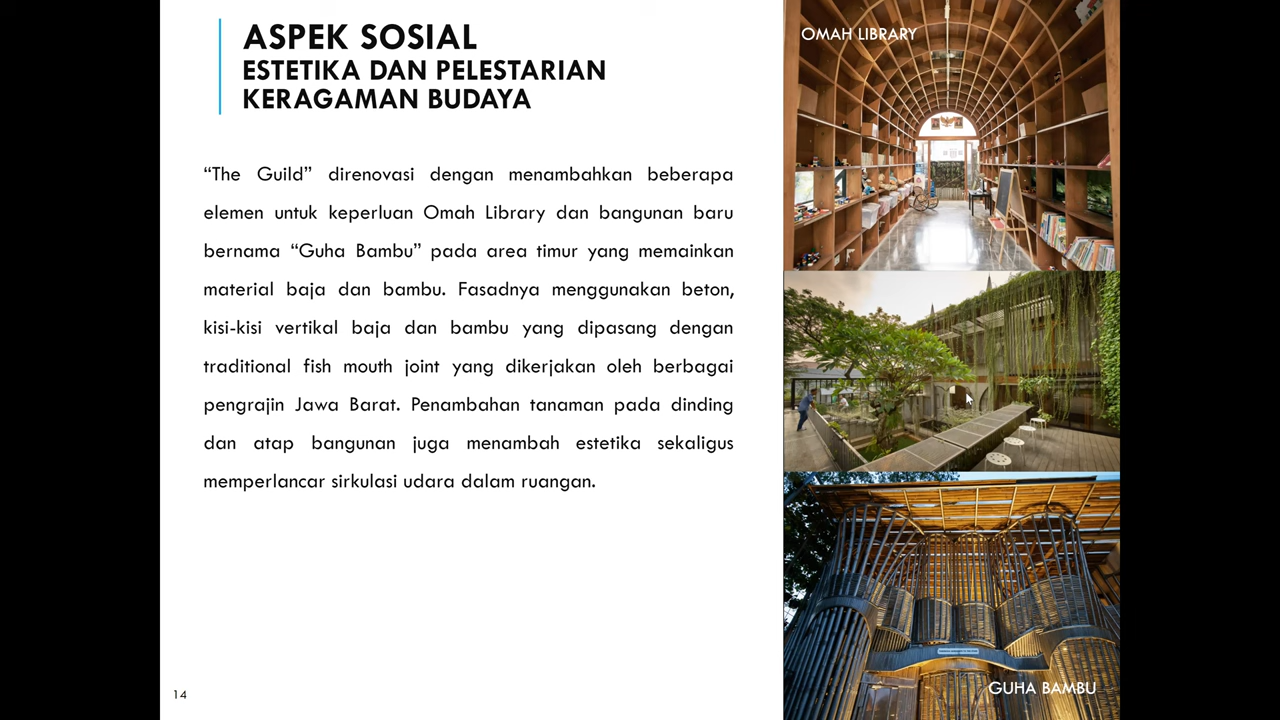 ASPEK SOSIAL
ESTETIKA DAN PELESTARIAN
KERAGAMAN BUDAYA
“The Guild” direnovasi dengan menambahkan beberapa
elemen untuk keperluan Omah Library dan bangunan baru
bernama “Guha Bambu” pada area timur yang memainkan
material baja dan bambu. Fasadnya menggunakan beton,
kisi-kisi vertikal baja dan bambu yang dipasang dengan
traditional fish mouth joint yang dikerjakan oleh berbagai
pengrajin Jawa Barat. Penambahan tanaman pada dinding
dan atap bangunan juga menambah estetika sekaligus
memperlancar sirkulasi udara dalam ruangan.
14
OMAH LIBRARY
GUHA BAMBU